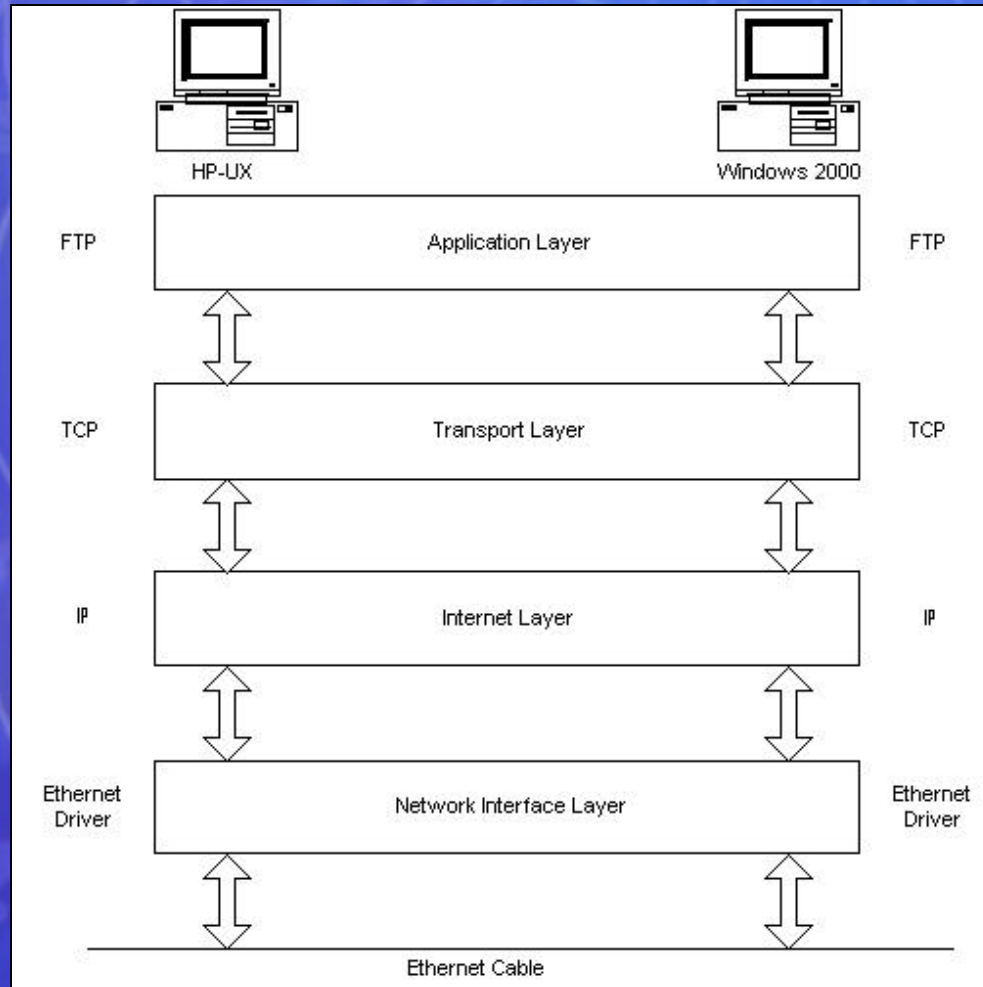 HP-UX
Windows 2000
FTP
Application Layer
FTP
TCP
Transport Layer
TCP
IP
Internet Layer
IP
Ethernet
Driver
Network Interface Layer
Ethernet
Driver
Ethernet Cable